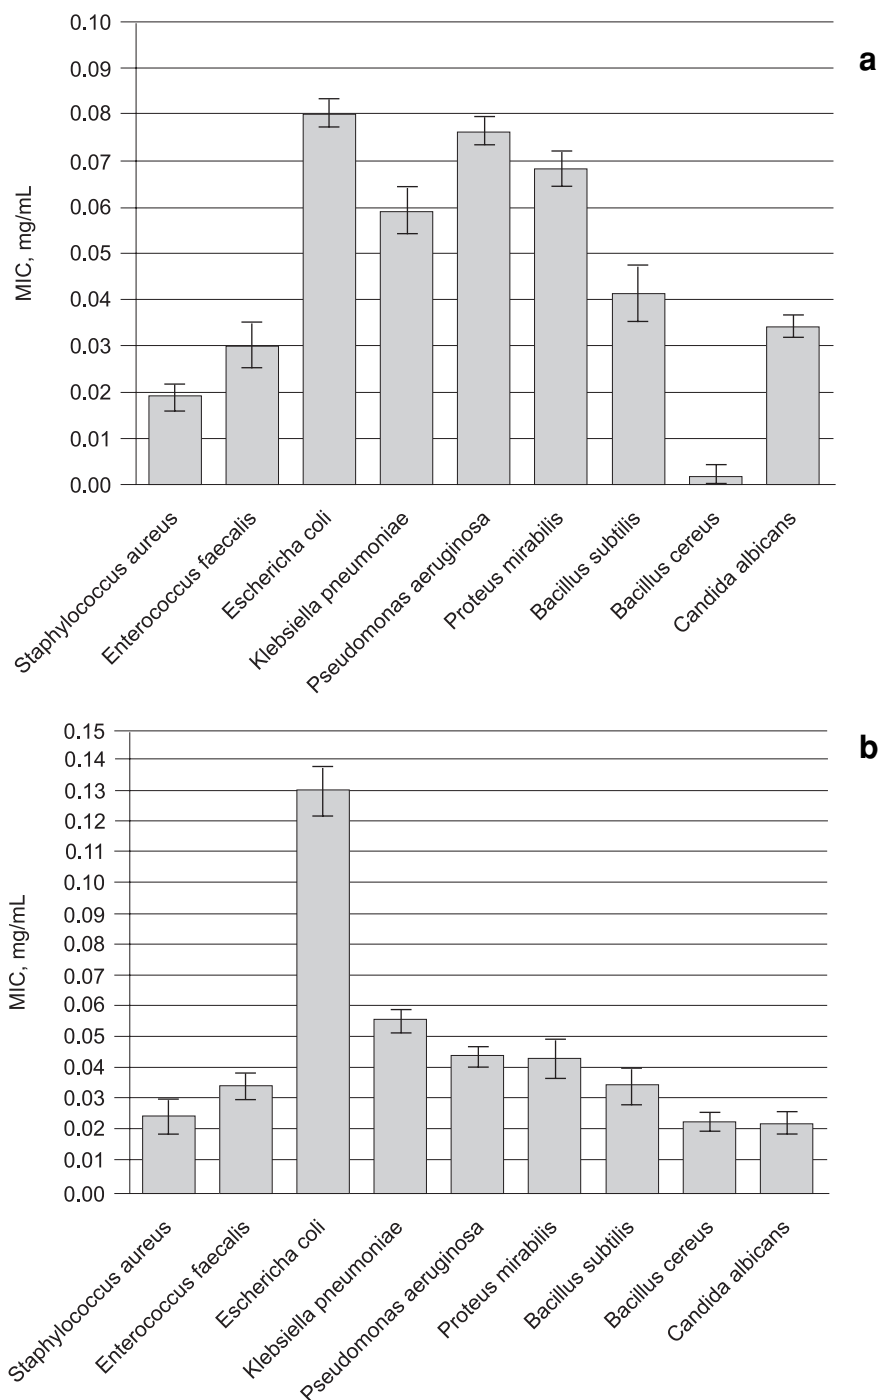 a
0.10
0.09
0.08
0.07
0.06
0.05
0.04
0.03
0.02
0.01
0.00
MIC, mg/mL
Staphylococcus aureus
Enterococcus faecalis
Eschericha coli
Klebsiella pneumoniae
Pseudomonas aeruginosa
Proteus mirabilis
Bacillus subtilis
Bacillus cereus
Candida albicans
b
0.15
0.14
0.13
0.12
0.11
0.10
0.09
0.08
0.07
0.06
0.05
0.04
0.03
0.02
0.01
0.00
MIC, mg/mL
Staphylococcus aureus
Enterococcus faecalis
Eschericha coli
Klebsiella pneumoniae
Pseudomonas aeruginosa
Proteus mirabilis
Bacillus subtilis
Bacillus cereus
Candida albicans